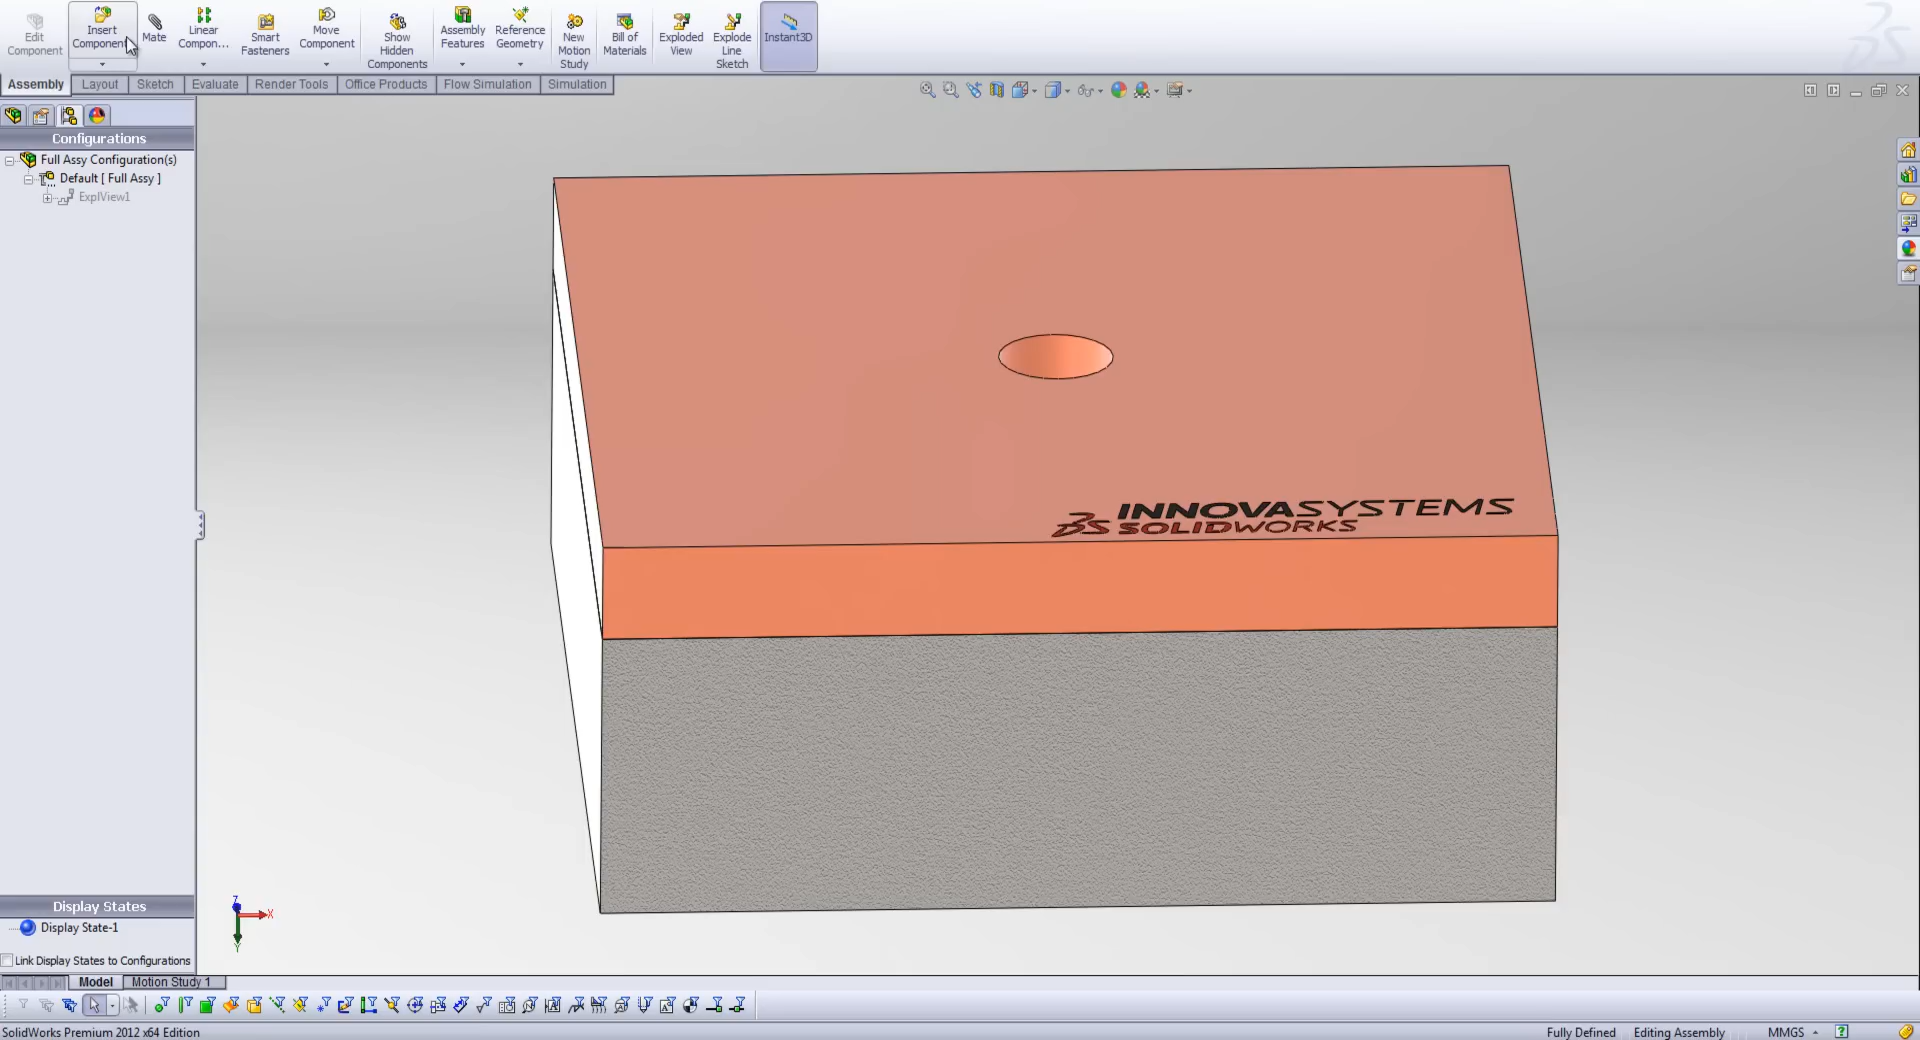 Edit Component
Insert Component
Mate
Linear Compon...
Smart Fasteners
Move Component
Show Hidden Components
Assembly Features
Reference Geometry
New Motion Study
Bill of Materials
Exploded View
Explode Line Sketch
Instant3D
Assembly Layout Sketch Evaluate Render Tools Office Products Flow Simulation Simulation
Configurations
Full Assy Configuration(s)
Default [ Full Assy ]
ExplView1
INNOVASYSTEMS
SOLIDWORKS
Display States
Display State-1
Link Display States to Configurations
Z
X
Y
Model Motion Study 1
SolidWorks Premium 2012 x64 Edition
Fully Defined Editing Assembly MMGS